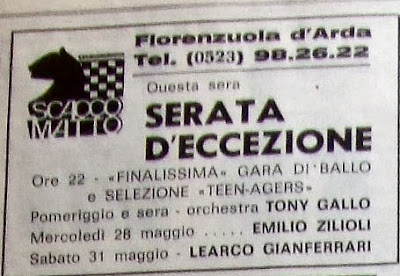 Fiorenzuola d'Arda
Tel. (0523) 98.26.22
SCACCO
MATTO
Questa sera
SERATA
D'ECCEZIONE
Ore 22 - «FINALISSIMA» GARA DI BALLO
e SELEZIONE «TEEN-AGERS»
Pomeriggio e sera - orchestra TONY GALLO
Mercoledì 28 maggio ..... EMILIO ZILIOLI
Sabato 31 maggio - LEARCO GIANFERRARI